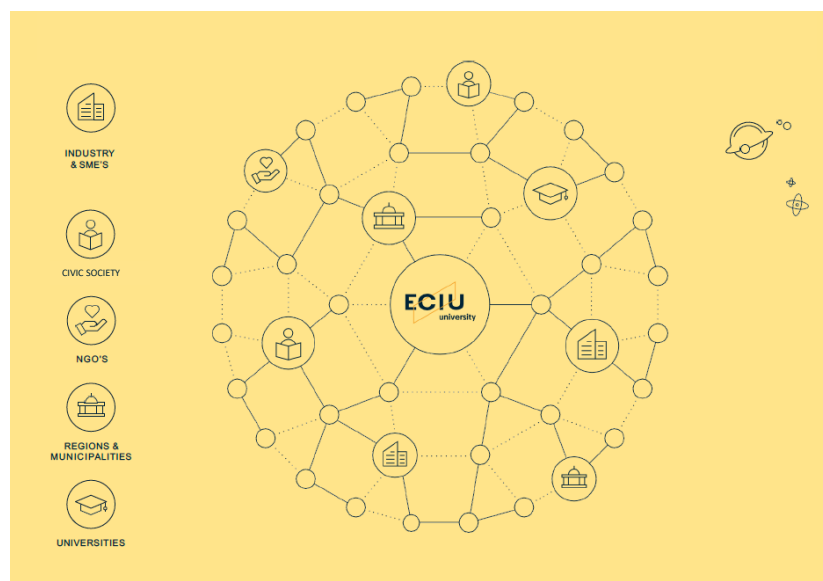 INDUSTRY
& SME'S
CIVIC SOCIETY
NGO'S
REGIONS &
MUNICIPALITIES
UNIVERSITIES
ECIU
university